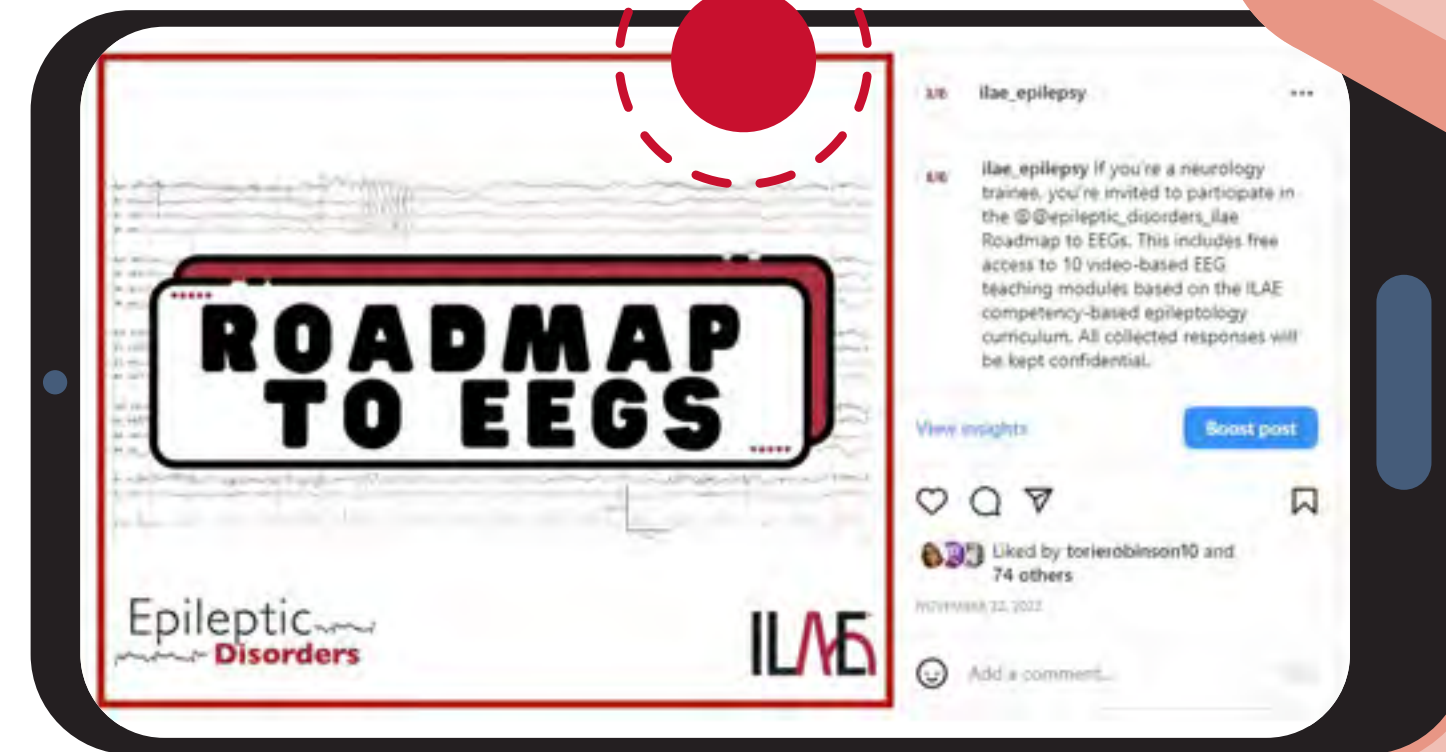 ROADMAP
TO EEGS
Epileptic
Disorders
ILAE
ilae_epilepsy
ilae_epilepsy If you're a neurology
trainee, you're invited to participate in
the @@epileptic_disorders_ilae
Roadmap to EEGs. This includes free
access to 10 video-based EEG
teaching modules based on the ILAE
competency-based epileptology
curriculum. All collected responses will
be kept confidential.
View insights
Boost post
Liked by torierobinson10 and
74 others
NOVEMBER 22, 2022
Add a comment...